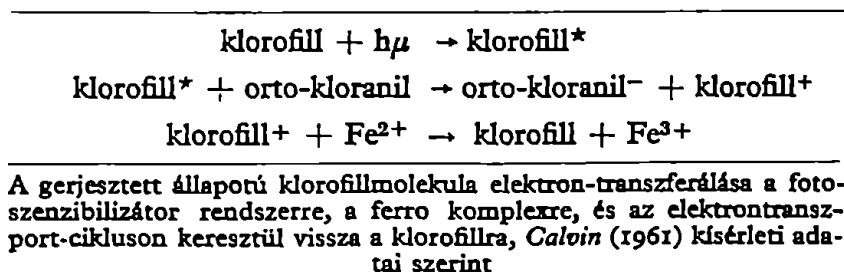 klorofill + hμ → klorofill*
klorofill* + orto-kloranil → orto-kloranil⁻ + klorofill⁺
klorofill⁺ + Fe²⁺ → klorofill + Fe³⁺
A gerjesztett állapotú klorofillmolekula elektron-transzferálása a foto-
szenzibilizátor rendszerre, a ferro komplexre, és az elektrontransz-
port-cikluson keresztül vissza a klorofillra, Calvin (1961) kísérleti ada-
tai szerint